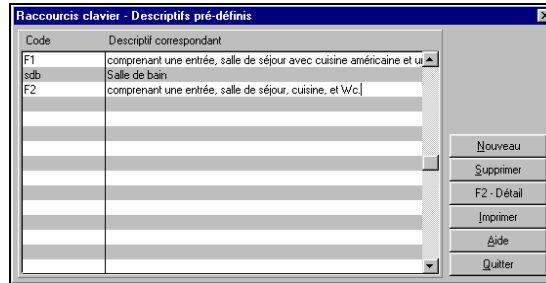 Raccourcis clavier - Descriptifs pré-définis
Code Descriptif correspondant
F1 comprenant une entrée, salle de séjour avec cuisine américaine et
sdb Salle de bain
F2 comprenant une entrée, salle de séjour, cuisine, et Wc.
Nouveau
Supprimer
F2 - Détail
Imprimer
Aide
Quitter